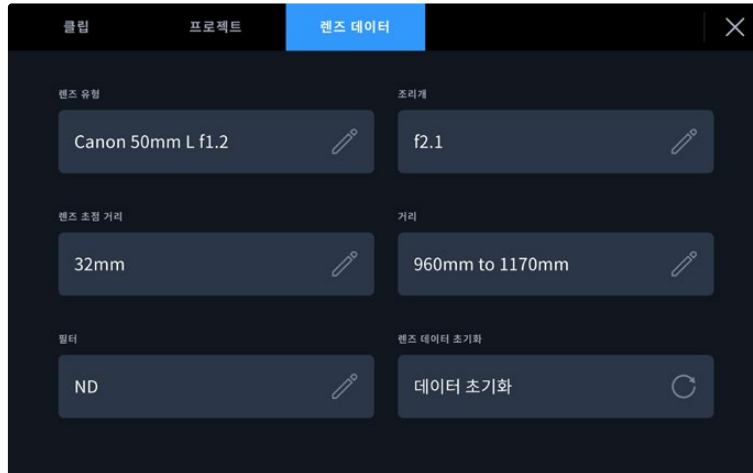 클립 프로젝트 렌즈 데이터
렌즈 유형 조리개
Canon 50mm L f1.2 f2.1
렌즈 초점 거리 거리
32mm 960mm to 1170mm
필터 렌즈 데이터 초기화
ND 데이터 초기화